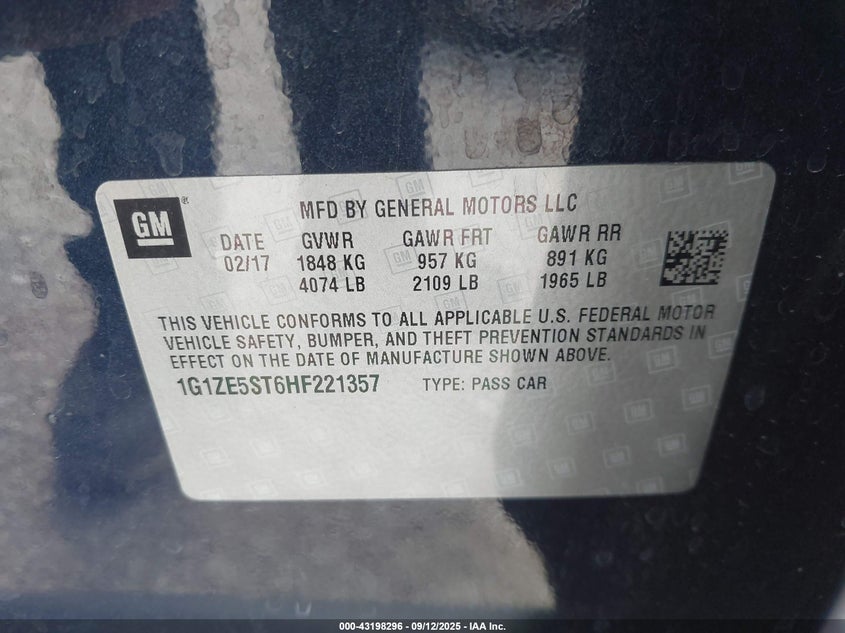 GM®
MFD BY GENERAL MOTORS LLC
DATE GVWR GAWR FRT GAWR RR
02/17 1848 KG 957 KG 891 KG
4074 LB 2109 LB 1965 LB
THIS VEHICLE CONFORMS TO ALL APPLICABLE U.S. FEDERAL MOTOR
VEHICLE SAFETY, BUMPER, AND THEFT PREVENTION STANDARDS IN
EFFECT ON THE DATE OF MANUFACTURE SHOWN ABOVE.
1G1ZE5ST6HF221357 TYPE: PASS CAR
000-43198296 - 09/12/2025 - IAA Inc.